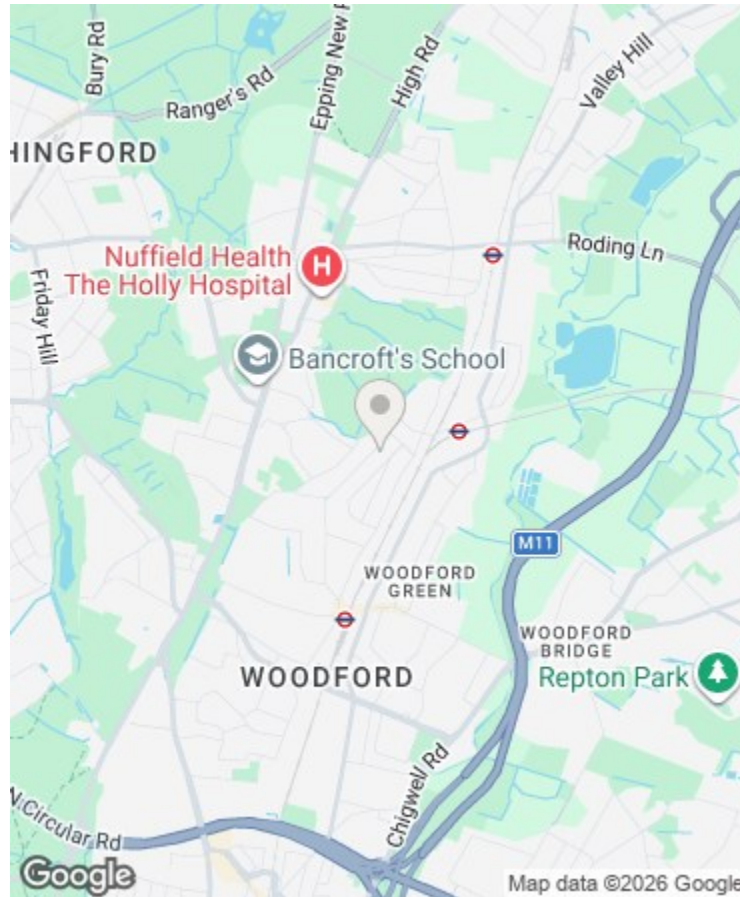 Bury Rd
Ranger's Rd
Epping New
High Rd
Valley Hill
HINGFORD
Nuffield Health
The Holly Hospital
H
Roding Ln
Friday Hill
Bancroft's School
M11
WOODFORD
GREEN
WOODFORD
BRIDGE
WOODFORD
Repton Park
Chigwell Rd
N Circular Rd
Google
Map data ©2026 Google